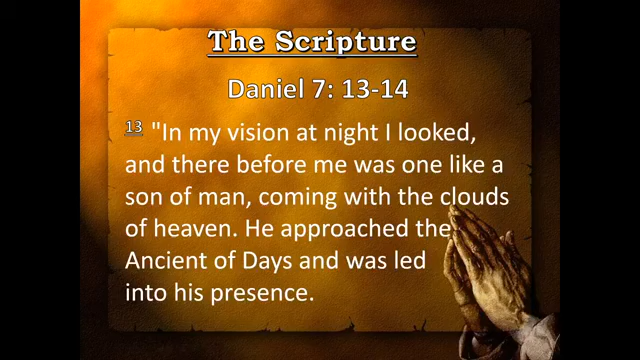 The Scripture
Daniel 7: 13-14
13 "In my vision at night I looked,
and there before me was one like a
son of man, coming with the clouds
of heaven. He approached the
Ancient of Days and was led
into his presence.